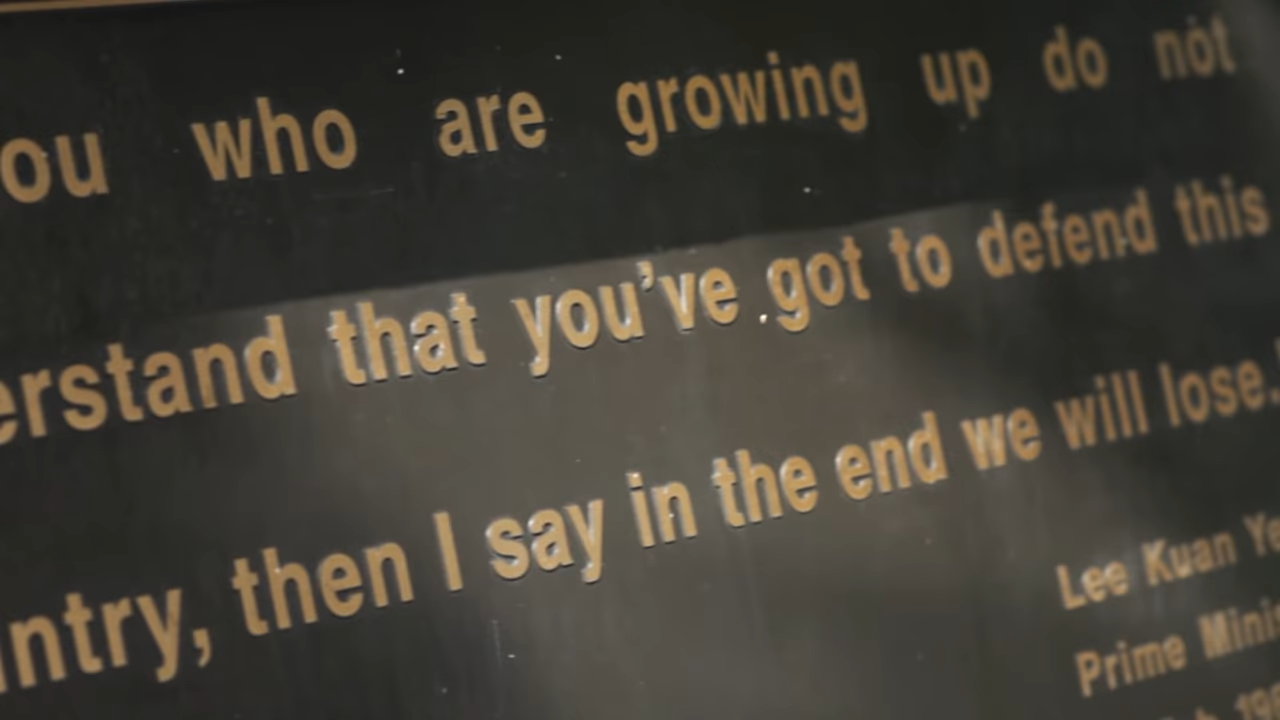 ou who are growing up do not
erstand that you've got to defend this
ntry, then I say in the end we will lose.
Lee Kuan Ye
Prime Minis